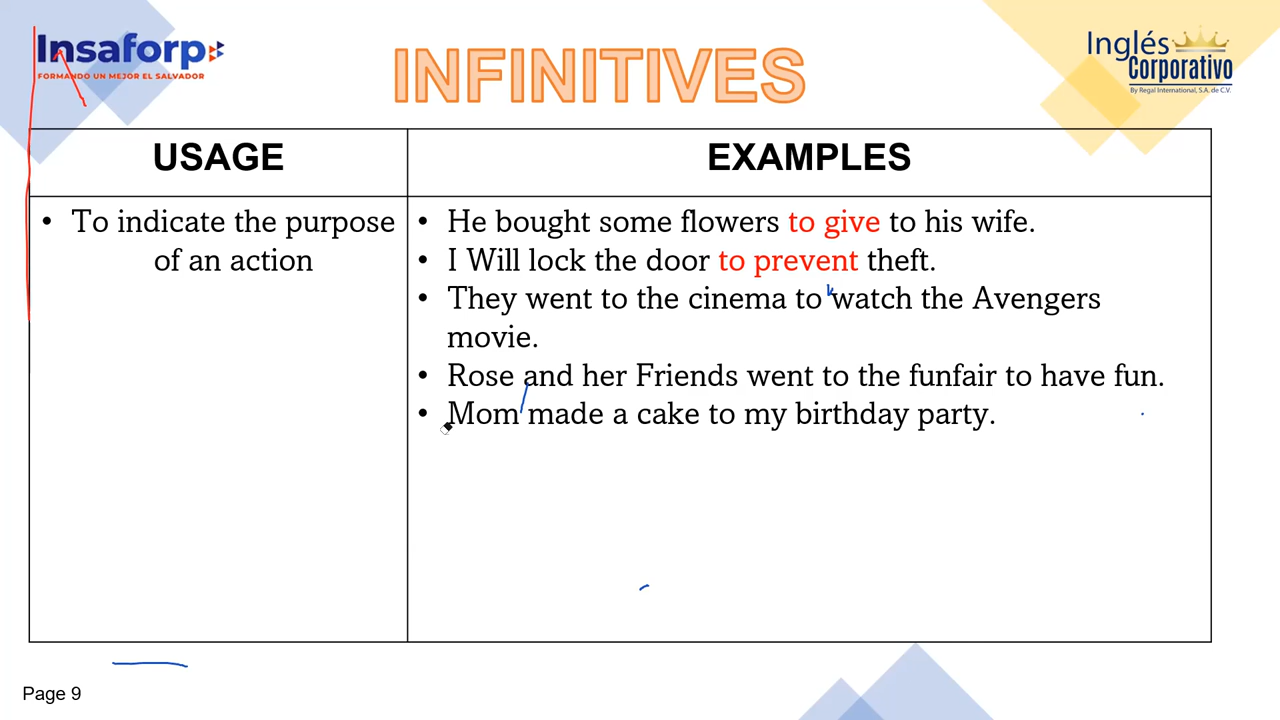 Insaforp
FORMANDO UN MEJOR EL SALVADOR
INFINITIVES
Inglés
Corporativo
By Regal International, S.A. de C.V.
USAGE
EXAMPLES
• To indicate the purpose
of an action
• He bought some flowers to give to his wife.
• I Will lock the door to prevent theft.
• They went to the cinema to watch the Avengers
movie.
• Rose and her Friends went to the funfair to have fun.
• Mom made a cake to my birthday party.
Page 9